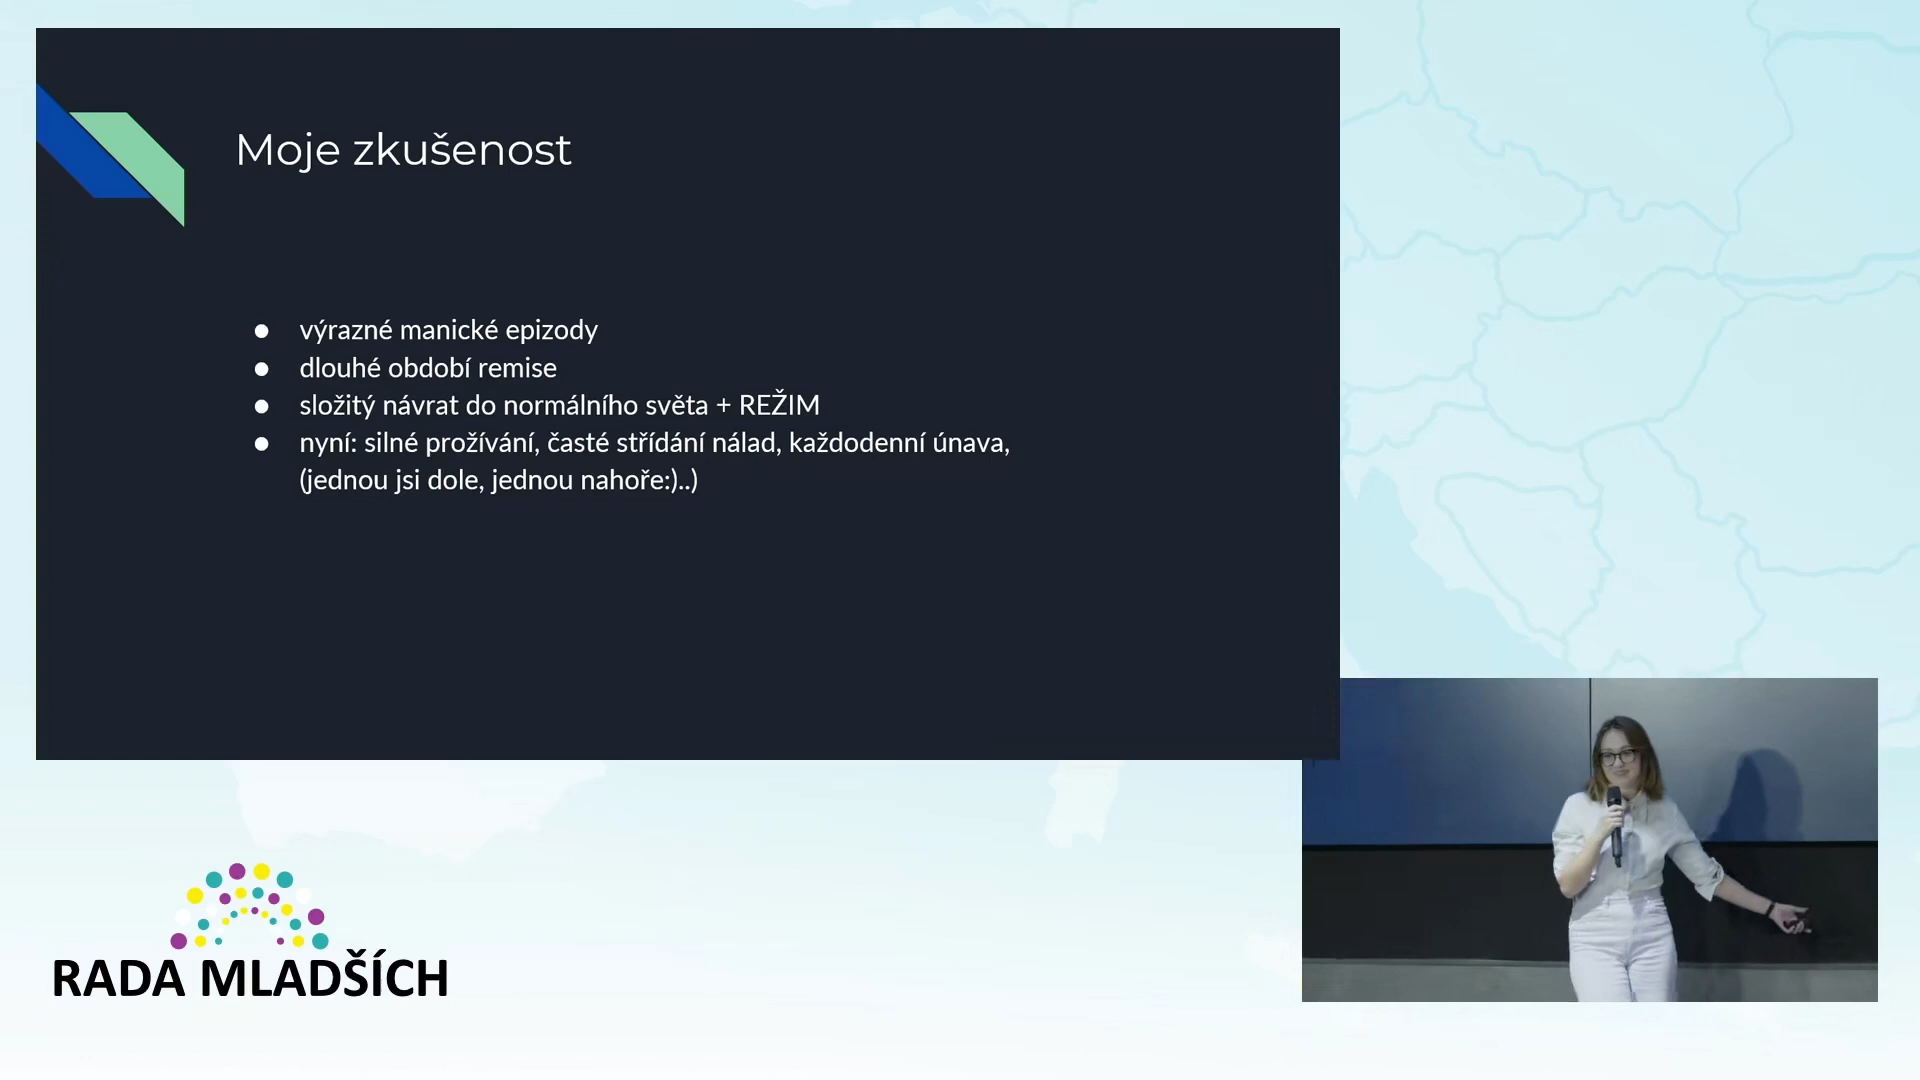 Moje zkušenost
● výrazné manické epizody
● dlouhé období remise
● složitý návrat do normálního světa + REŽIM
● nyní: silné prožívání, časté střídání nálad, každodenní únava,
(jednou jsi dole, jednou nahoře:)..)
RADA MLADŠÍCH